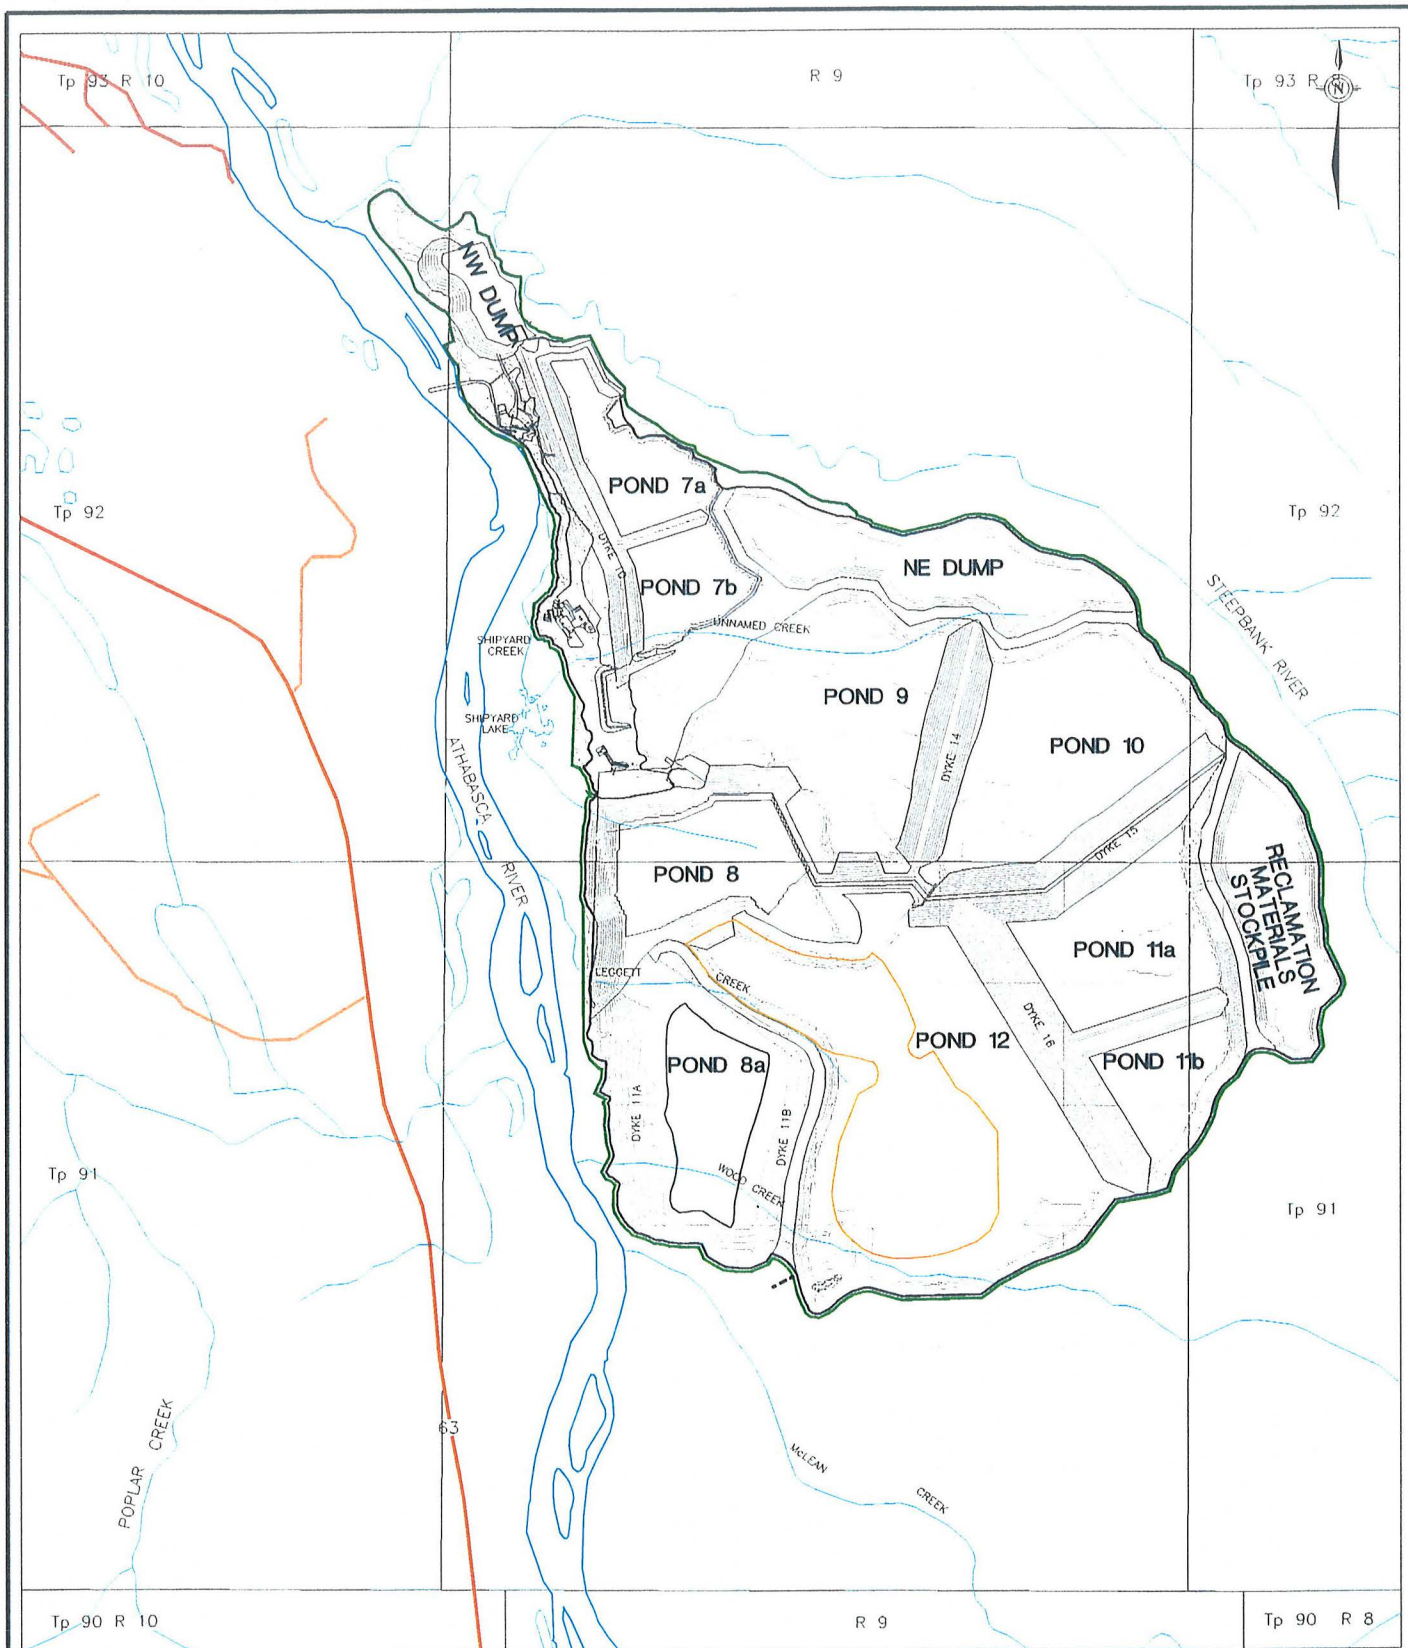 Tp 93 R 10
R 9
Tp 93 R 8
N
NW DUMP
POND 7a
Tp 92
Tp 92
DYKE 10
NE DUMP
POND 7b
STEEPBANK RIVER
UNNAMED CREEK
SHIPYARD
CREEK
POND 9
SHIPYARD
LAKE
ATHABASCA
RIVER
DYKE 14
POND 10
DYKE 15
POND 8
RECLAMATION
MATERIALS
STOCKPILE
POND 11a
LEGGETT
CREEK
DYKE 16
POND 12
POND 8a
POND 11b
DYKE 11A
DYKE 11B
WOOD CREEK
Tp 91
Tp 91
63
POPLAR CREEK
McLEAN
CREEK
Tp 90 R 10
R 9
Tp 90 R 8